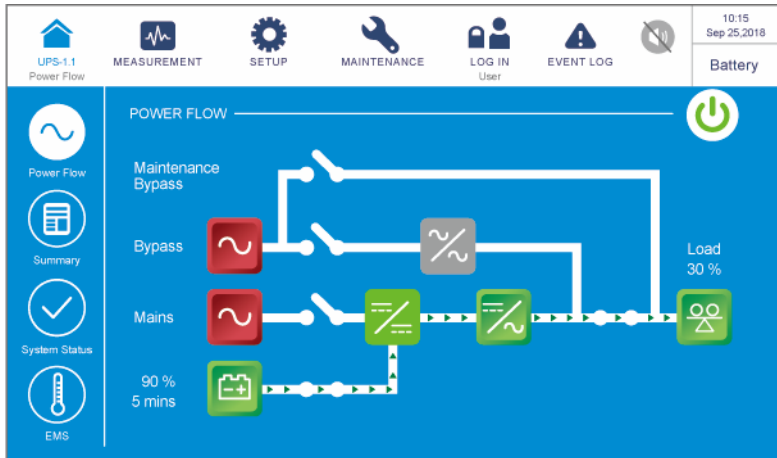 UPS-1.1
Power Flow
MEASUREMENT
SETUP
MAINTENANCE
LOG IN
User
EVENT LOG
10:15
Sep 25,2018
Battery
Power Flow
Summary
System Status
EMS
POWER FLOW
Maintenance
Bypass
Bypass
Mains
90 %
5 mins
Load
30 %